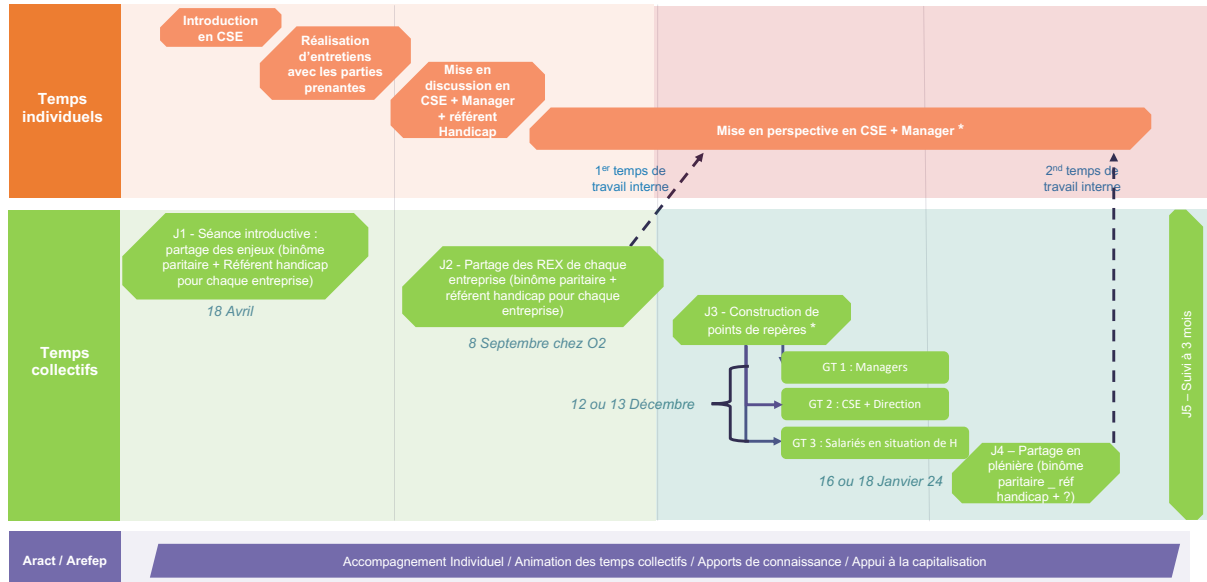 Introduction
en CSE
Réalisation
d'entretiens
avec les parties
prenantes
Mise en
discussion en
CSE + Manager
+ référent
Handicap
Temps
individuels
Mise en perspective en CSE + Manager *
1er temps de
travail interne
2nd temps de
travail interne
J1 - Séance introductive :
partage des enjeux (binôme
paritaire + Référent handicap
pour chaque entreprise)
18 Avril
J2 - Partage des REX de chaque
entreprise (binôme paritaire +
référent handicap pour chaque
entreprise)
8 Septembre chez O2
Temps
collectifs
J3 - Construction de
points de repères *
GT 1 : Managers
12 ou 13 Décembre
GT 2 : CSE + Direction
GT 3 : Salariés en situation de H
16 ou 18 Janvier 24
J4 – Partage en
plénière (binôme
paritaire _ réf
handicap + ?)
J5 – Suivi à 3 mois
Aract / Arefep
Accompagnement Individuel / Animation des temps collectifs / Apports de connaissance / Appui à la capitalisation